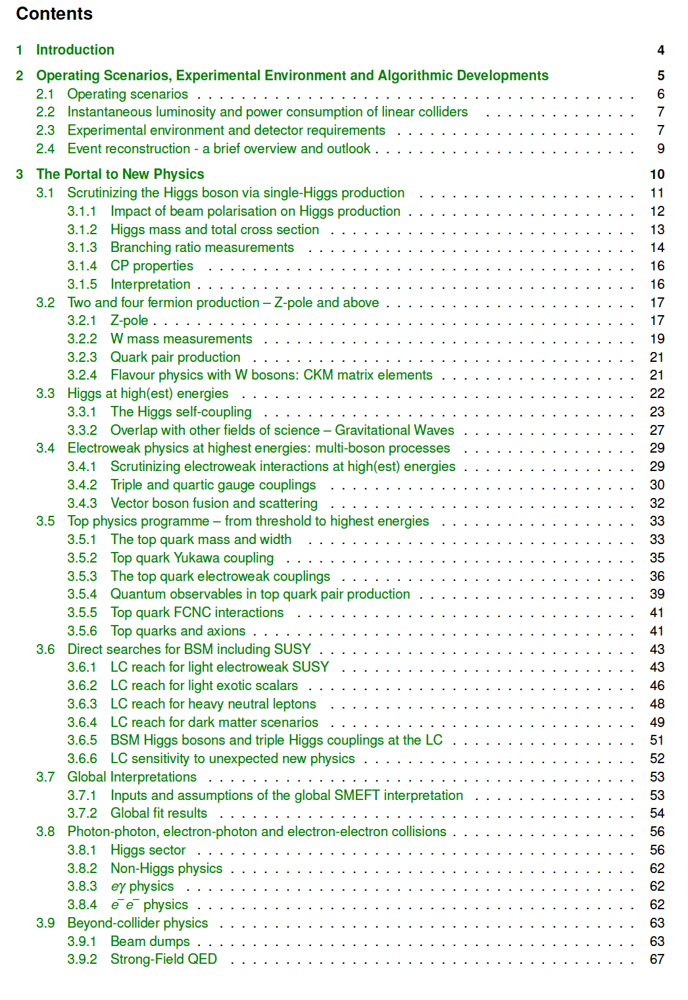 Contents
1 Introduction 4
2 Operating Scenarios, Experimental Environment and Algorithmic Developments 5
2.1 Operating scenarios . . . . . . . . . . . . . . . . . . . . . . . . . . . . . . . . . . . . . . . . 6
2.2 Instantaneous luminosity and power consumption of linear colliders . . . . . . . . . . . . . . 7
2.3 Experimental environment and detector requirements . . . . . . . . . . . . . . . . . . . . . . 7
2.4 Event reconstruction - a brief overview and outlook . . . . . . . . . . . . . . . . . . . . . . . . 9
3 The Portal to New Physics 10
3.1 Scrutinizing the Higgs boson via single-Higgs production . . . . . . . . . . . . . . . . . . . . 11
3.1.1 Impact of beam polarisation on Higgs production . . . . . . . . . . . . . . . . . . . . . 12
3.1.2 Higgs mass and total cross section . . . . . . . . . . . . . . . . . . . . . . . . . . . . 13
3.1.3 Branching ratio measurements . . . . . . . . . . . . . . . . . . . . . . . . . . . . . . 14
3.1.4 CP properties . . . . . . . . . . . . . . . . . . . . . . . . . . . . . . . . . . . . . . . 16
3.1.5 Interpretation . . . . . . . . . . . . . . . . . . . . . . . . . . . . . . . . . . . . . . . . 16
3.2 Two and four fermion production – Z-pole and above . . . . . . . . . . . . . . . . . . . . . . . 17
3.2.1 Z-pole . . . . . . . . . . . . . . . . . . . . . . . . . . . . . . . . . . . . . . . . . . . . 17
3.2.2 W mass measurements . . . . . . . . . . . . . . . . . . . . . . . . . . . . . . . . . . 19
3.2.3 Quark pair production . . . . . . . . . . . . . . . . . . . . . . . . . . . . . . . . . . . 21
3.2.4 Flavour physics with W bosons: CKM matrix elements . . . . . . . . . . . . . . . . . . 21
3.3 Higgs at high(est) energies . . . . . . . . . . . . . . . . . . . . . . . . . . . . . . . . . . . . 22
3.3.1 The Higgs self-coupling . . . . . . . . . . . . . . . . . . . . . . . . . . . . . . . . . . 23
3.3.2 Overlap with other fields of science – Gravitational Waves . . . . . . . . . . . . . . . . 27
3.4 Electroweak physics at highest energies: multi-boson processes . . . . . . . . . . . . . . . . 29
3.4.1 Scrutinizing electroweak interactions at high(est) energies . . . . . . . . . . . . . . . . 29
3.4.2 Triple and quartic gauge couplings . . . . . . . . . . . . . . . . . . . . . . . . . . . . 30
3.4.3 Vector boson fusion and scattering . . . . . . . . . . . . . . . . . . . . . . . . . . . . 32
3.5 Top physics programme – from threshold to highest energies . . . . . . . . . . . . . . . . . . 33
3.5.1 The top quark mass and width . . . . . . . . . . . . . . . . . . . . . . . . . . . . . . 33
3.5.2 Top quark Yukawa coupling . . . . . . . . . . . . . . . . . . . . . . . . . . . . . . . . 35
3.5.3 The top quark electroweak couplings . . . . . . . . . . . . . . . . . . . . . . . . . . . 36
3.5.4 Quantum observables in top quark pair production . . . . . . . . . . . . . . . . . . . . 39
3.5.5 Top quark FCNC interactions . . . . . . . . . . . . . . . . . . . . . . . . . . . . . . . 41
3.5.6 Top quarks and axions . . . . . . . . . . . . . . . . . . . . . . . . . . . . . . . . . . . 41
3.6 Direct searches for BSM including SUSY . . . . . . . . . . . . . . . . . . . . . . . . . . . . . 43
3.6.1 LC reach for light electroweak SUSY . . . . . . . . . . . . . . . . . . . . . . . . . . . 43
3.6.2 LC reach for light exotic scalars . . . . . . . . . . . . . . . . . . . . . . . . . . . . . . 46
3.6.3 LC reach for heavy neutral leptons . . . . . . . . . . . . . . . . . . . . . . . . . . . . 48
3.6.4 LC reach for dark matter scenarios . . . . . . . . . . . . . . . . . . . . . . . . . . . . 49
3.6.5 BSM Higgs bosons and triple Higgs couplings at the LC . . . . . . . . . . . . . . . . . 51
3.6.6 LC sensitivity to unexpected new physics . . . . . . . . . . . . . . . . . . . . . . . . . 52
3.7 Global Interpretations . . . . . . . . . . . . . . . . . . . . . . . . . . . . . . . . . . . . . . . 53
3.7.1 Inputs and assumptions of the global SMEFT interpretation . . . . . . . . . . . . . . . 53
3.7.2 Global fit results . . . . . . . . . . . . . . . . . . . . . . . . . . . . . . . . . . . . . . 54
3.8 Photon-photon, electron-photon and electron-electron collisions . . . . . . . . . . . . . . . . . 56
3.8.1 Higgs sector . . . . . . . . . . . . . . . . . . . . . . . . . . . . . . . . . . . . . . . . 56
3.8.2 Non-Higgs physics . . . . . . . . . . . . . . . . . . . . . . . . . . . . . . . . . . . . . 62
3.8.3 eγ physics . . . . . . . . . . . . . . . . . . . . . . . . . . . . . . . . . . . . . . . . . 62
3.8.4 e⁻e⁻ physics . . . . . . . . . . . . . . . . . . . . . . . . . . . . . . . . . . . . . . . . 62
3.9 Beyond-collider physics . . . . . . . . . . . . . . . . . . . . . . . . . . . . . . . . . . . . . . 63
3.9.1 Beam dumps . . . . . . . . . . . . . . . . . . . . . . . . . . . . . . . . . . . . . . . . 63
3.9.2 Strong-Field QED . . . . . . . . . . . . . . . . . . . . . . . . . . . . . . . . . . . . . 67